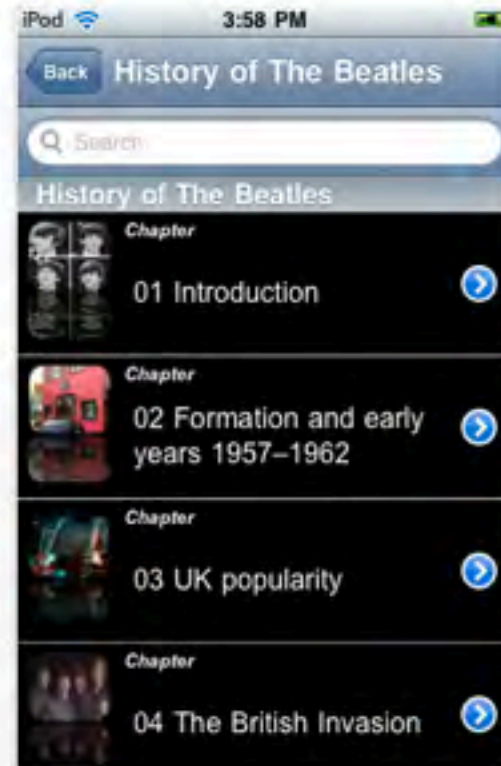 iPod 3:58 PM
Back History of The Beatles
Search
History of The Beatles
Chapter
01 Introduction
Chapter
02 Formation and early
years 1957–1962
Chapter
03 UK popularity
Chapter
04 The British Invasion